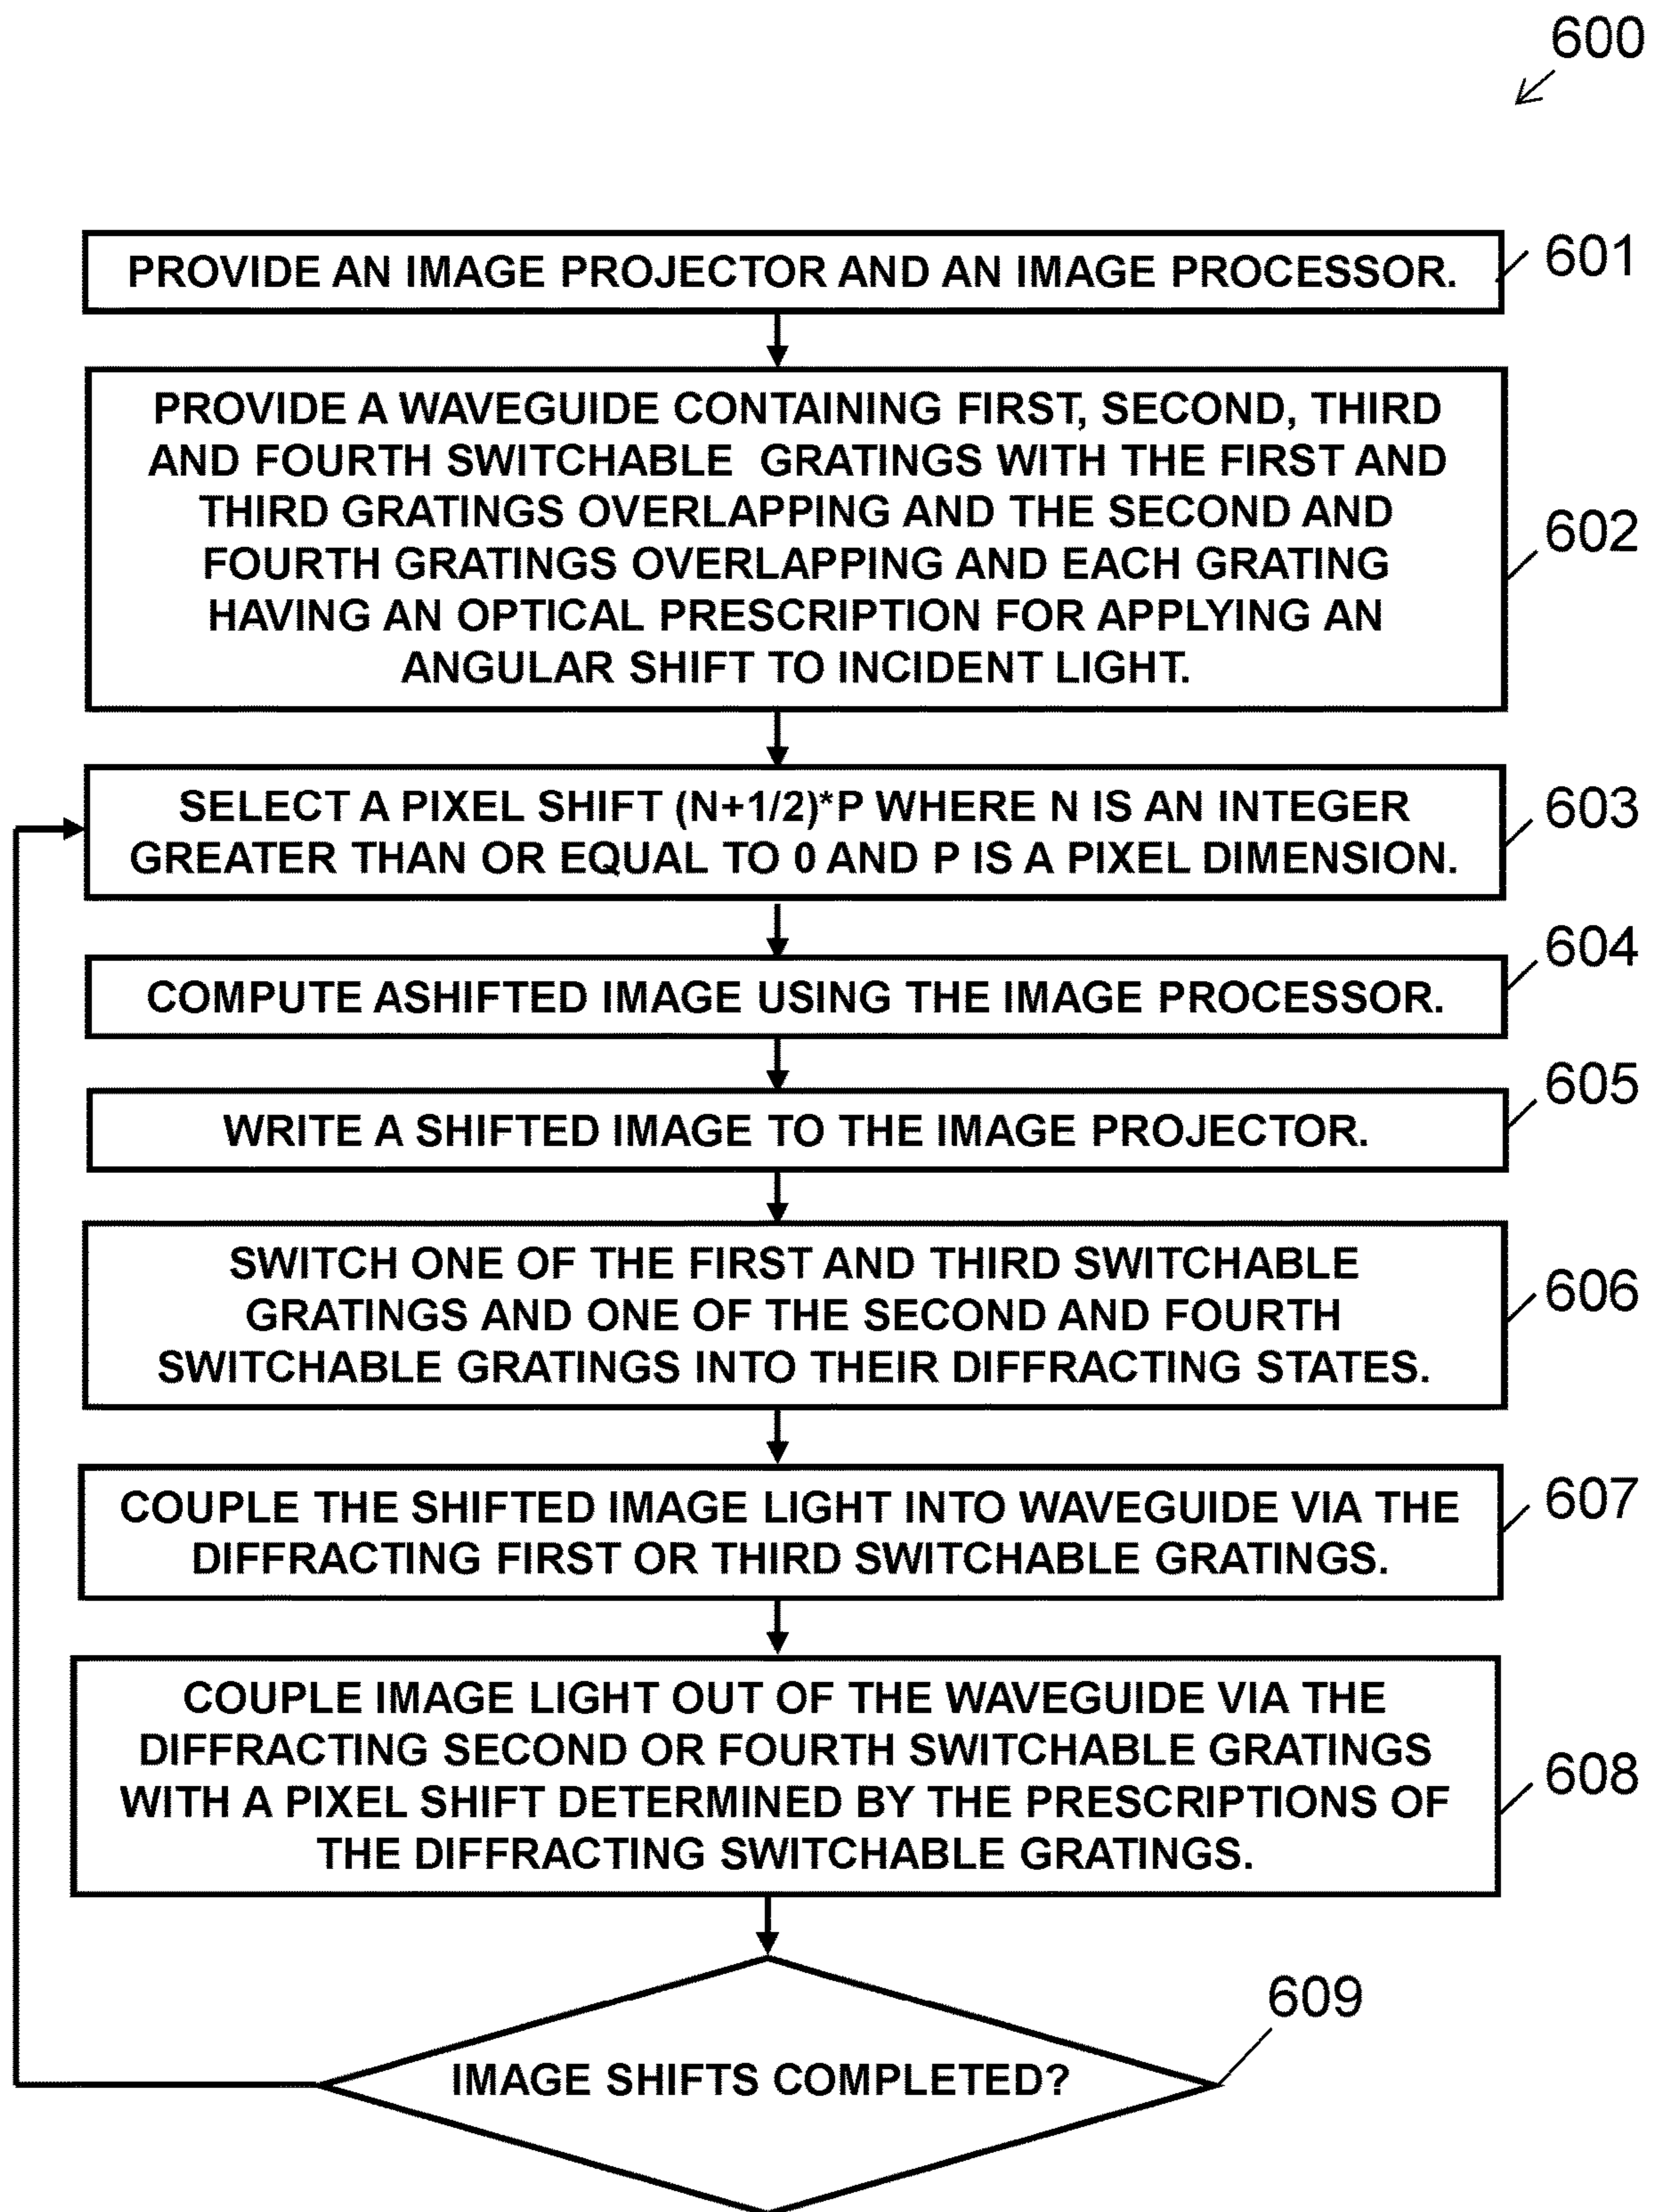 600
PROVIDE AN IMAGE PROJECTOR AND AN IMAGE PROCESSOR.
601
PROVIDE A WAVEGUIDE CONTAINING FIRST, SECOND, THIRD
AND FOURTH SWITCHABLE GRATINGS WITH THE FIRST AND
THIRD GRATINGS OVERLAPPING AND THE SECOND AND
FOURTH GRATINGS OVERLAPPING AND EACH GRATING
HAVING AN OPTICAL PRESCRIPTION FOR APPLYING AN
ANGULAR SHIFT TO INCIDENT LIGHT.
602
SELECT A PIXEL SHIFT (N+1/2)*P WHERE N IS AN INTEGER
GREATER THAN OR EQUAL TO 0 AND P IS A PIXEL DIMENSION.
603
COMPUTE ASHIFTED IMAGE USING THE IMAGE PROCESSOR.
604
WRITE A SHIFTED IMAGE TO THE IMAGE PROJECTOR.
605
SWITCH ONE OF THE FIRST AND THIRD SWITCHABLE
GRATINGS AND ONE OF THE SECOND AND FOURTH
SWITCHABLE GRATINGS INTO THEIR DIFFRACTING STATES.
606
COUPLE THE SHIFTED IMAGE LIGHT INTO WAVEGUIDE VIA THE
DIFFRACTING FIRST OR THIRD SWITCHABLE GRATINGS.
607
COUPLE IMAGE LIGHT OUT OF THE WAVEGUIDE VIA THE
DIFFRACTING SECOND OR FOURTH SWITCHABLE GRATINGS
WITH A PIXEL SHIFT DETERMINED BY THE PRESCRIPTIONS OF
THE DIFFRACTING SWITCHABLE GRATINGS.
608
IMAGE SHIFTS COMPLETED?
609